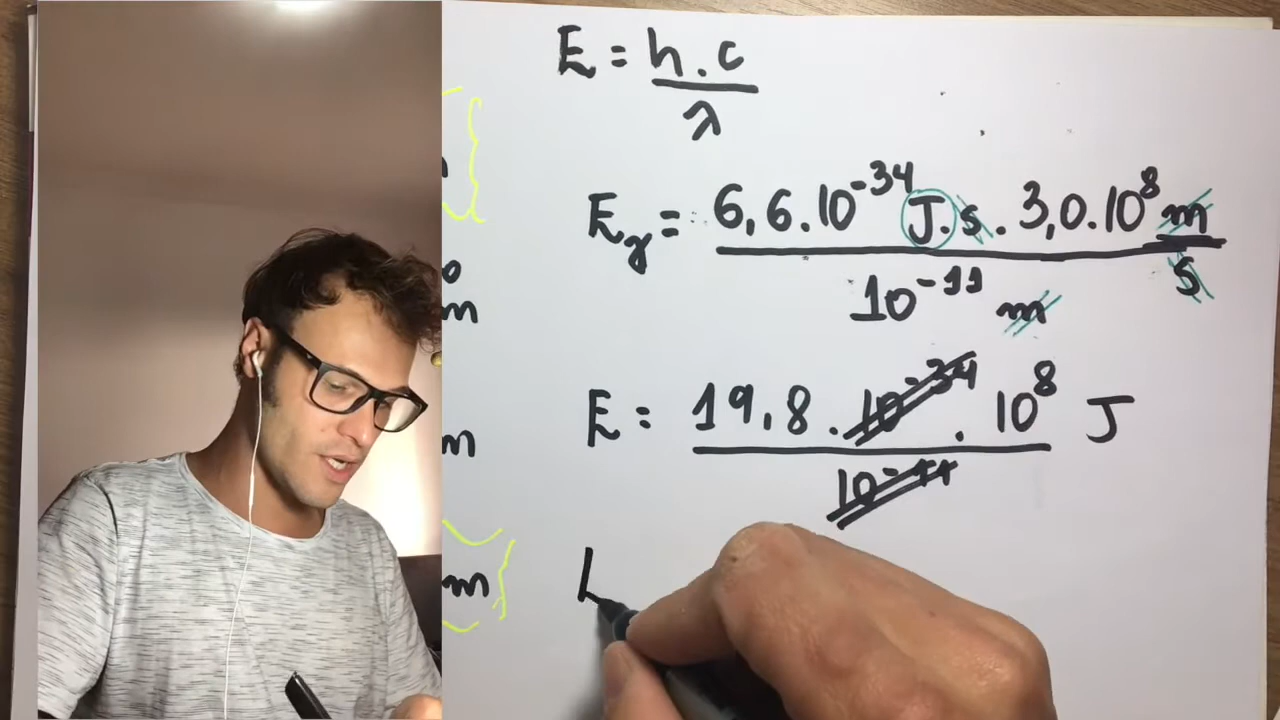 E = h.c
λ
Eγ = 6,6.10⁻³⁴ J.s . 3,0.10⁸ m
s
10⁻¹¹ m
E = 19,8 . 10⁻³⁴ . 10⁸ J
10⁻¹¹
o
m
m
m